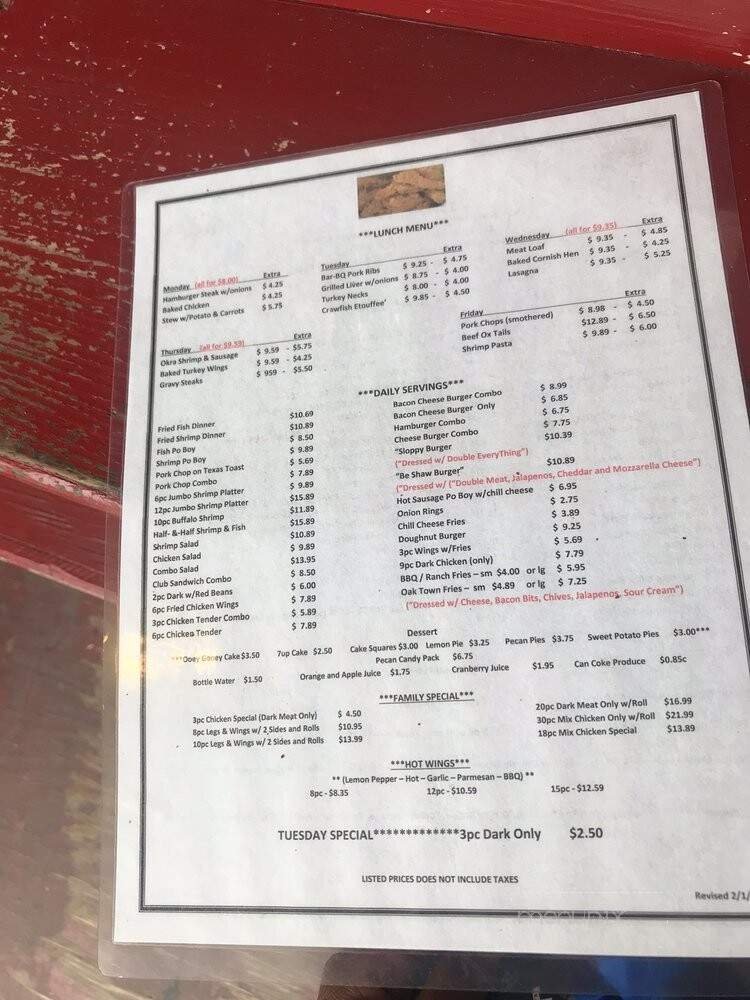 ***LUNCH MENU***
Monday (all for $8.00) Extra
Hamburger Steak w/onions $ 4.25
Baked Chicken $ 4.25
Stew w/Potato & Carrots $ 5.75
Tuesday Extra
Bar-BQ Pork Ribs $ 9.25 - $ 4.75
Grilled Liver w/onions $ 8.75 - $ 4.00
Turkey Necks $ 8.00 - $ 4.00
Crawfish Etouffee' $ 9.85 - $ 4.50
Wednesday (all for $9.35) Extra
Meat Loaf $ 9.35 - $ 4.85
Baked Cornish Hen $ 9.35 - $ 4.25
Lasagna $ 9.35 - $ 5.25
Thursday (all for $9.59) Extra
Okra Shrimp & Sausage $ 9.59 - $5.75
Baked Turkey Wings $ 9.59 - $4.25
Gravy Steaks $ 959 - $5.50
Friday Extra
Pork Chops (smothered) $ 8.98 - $ 4.50
Beef Ox Tails $12.89 - $ 6.50
Shrimp Pasta $ 9.89 - $ 6.00
***DAILY SERVINGS***
Fried Fish Dinner $10.69
Fried Shrimp Dinner $10.89
Fish Po Boy $ 8.50
Shrimp Po Boy $ 9.89
Pork Chop on Texas Toast $ 5.69
Pork Chop Combo $ 7.89
6pc Jumbo Shrimp Platter $ 9.89
12pc Jumbo Shrimp Platter $15.89
10pc Buffalo Shrimp $11.89
Half- &-Half Shrimp & Fish $15.89
Shrimp Salad $10.89
Chicken Salad $ 9.89
Combo Salad $13.95
Club Sandwich Combo $ 8.50
2pc Dark w/Red Beans $ 6.00
6pc Fried Chicken Wings $ 7.89
3pc Chicken Tender Combo $ 5.89
6pc Chicken Tender $ 7.89
Bacon Cheese Burger Combo $ 8.99
Bacon Cheese Burger Only $ 6.85
Hamburger Combo $ 6.75
Cheese Burger Combo $ 7.75
"Sloppy Burger $10.39
("Dressed w/ Double EveryThing")
"Be Shaw Burger" $10.89
("Dressed w/ ("Double Meat, Jalapenos, Cheddar and Mozzarella Cheese")
Hot Sausage Po Boy w/chill cheese $ 6.95
Onion Rings $ 2.75
Chill Cheese Fries $ 3.89
Doughnut Burger $ 9.25
3pc Wings w/Fries $ 5.69
9pc Dark Chicken (only) $ 7.79
BBQ / Ranch Fries – sm $4.00 or lg $ 5.95
Oak Town Fries – sm $4.89 or lg $ 7.25
("Dressed w/ Cheese, Bacon Bits, Chives, Jalapenos, Sour Cream")
Dessert
***Ooey Gooey Cake $3.50 7up Cake $2.50 Cake Squares $3.00 Lemon Pie $3.25 Pecan Pies $3.75 Sweet Potato Pies $3.00***
Pecan Candy Pack $6.75
Bottle Water $1.50 Orange and Apple Juice $1.75 Cranberry Juice $1.95 Can Coke Produce $0.85c
***FAMILY SPECIAL***
3pc Chicken Special (Dark Meat Only) $ 4.50
8pc Legs & Wings w/ 2 Sides and Rolls $10.95
10pc Legs & Wings w/ 2 Sides and Rolls $13.99
20pc Dark Meat Only w/Roll $16.99
30pc Mix Chicken Only w/Roll $21.99
18pc Mix Chicken Special $13.89
***HOT WINGS***
** (Lemon Pepper – Hot – Garlic – Parmesan – BBQ) **
8pc - $8.35 12pc - $10.59 15pc - $12.59
TUESDAY SPECIAL*************3pc Dark Only $2.50
LISTED PRICES DOES NOT INCLUDE TAXES
Revised 2/1/